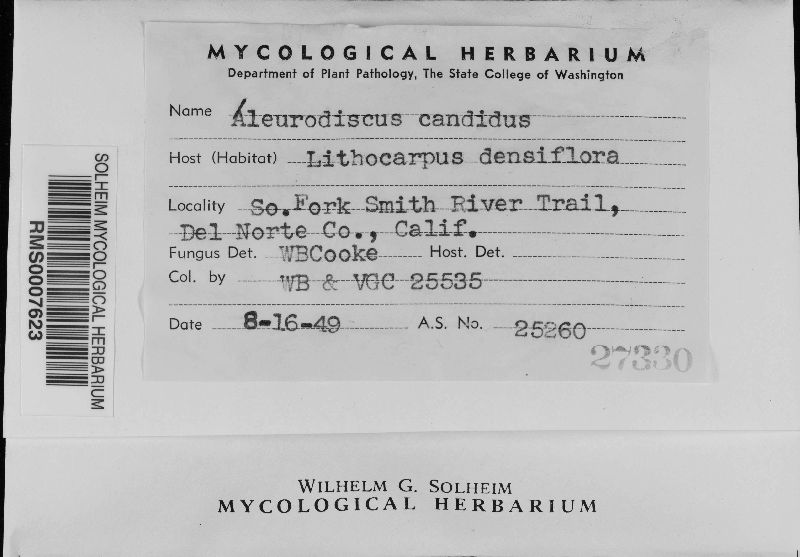 MYCOLOGICAL HERBARIUM
Department of Plant Pathology, The State College of Washington
Name Aleurodiscus candidus
Host (Habitat) Lithocarpus densiflora
Locality So. Fork Smith River Trail,
Del Norte Co., Calif.
Fungus Det. WBCooke Host. Det.
Col. by WB & VGC 25535
Date 8-16-49 A.S. No. 25260
27330
SOLHEIM MYCOLOGICAL HERBARIUM
RMS0007623
WILHELM G. SOLHEIM
MYCOLOGICAL HERBARIUM